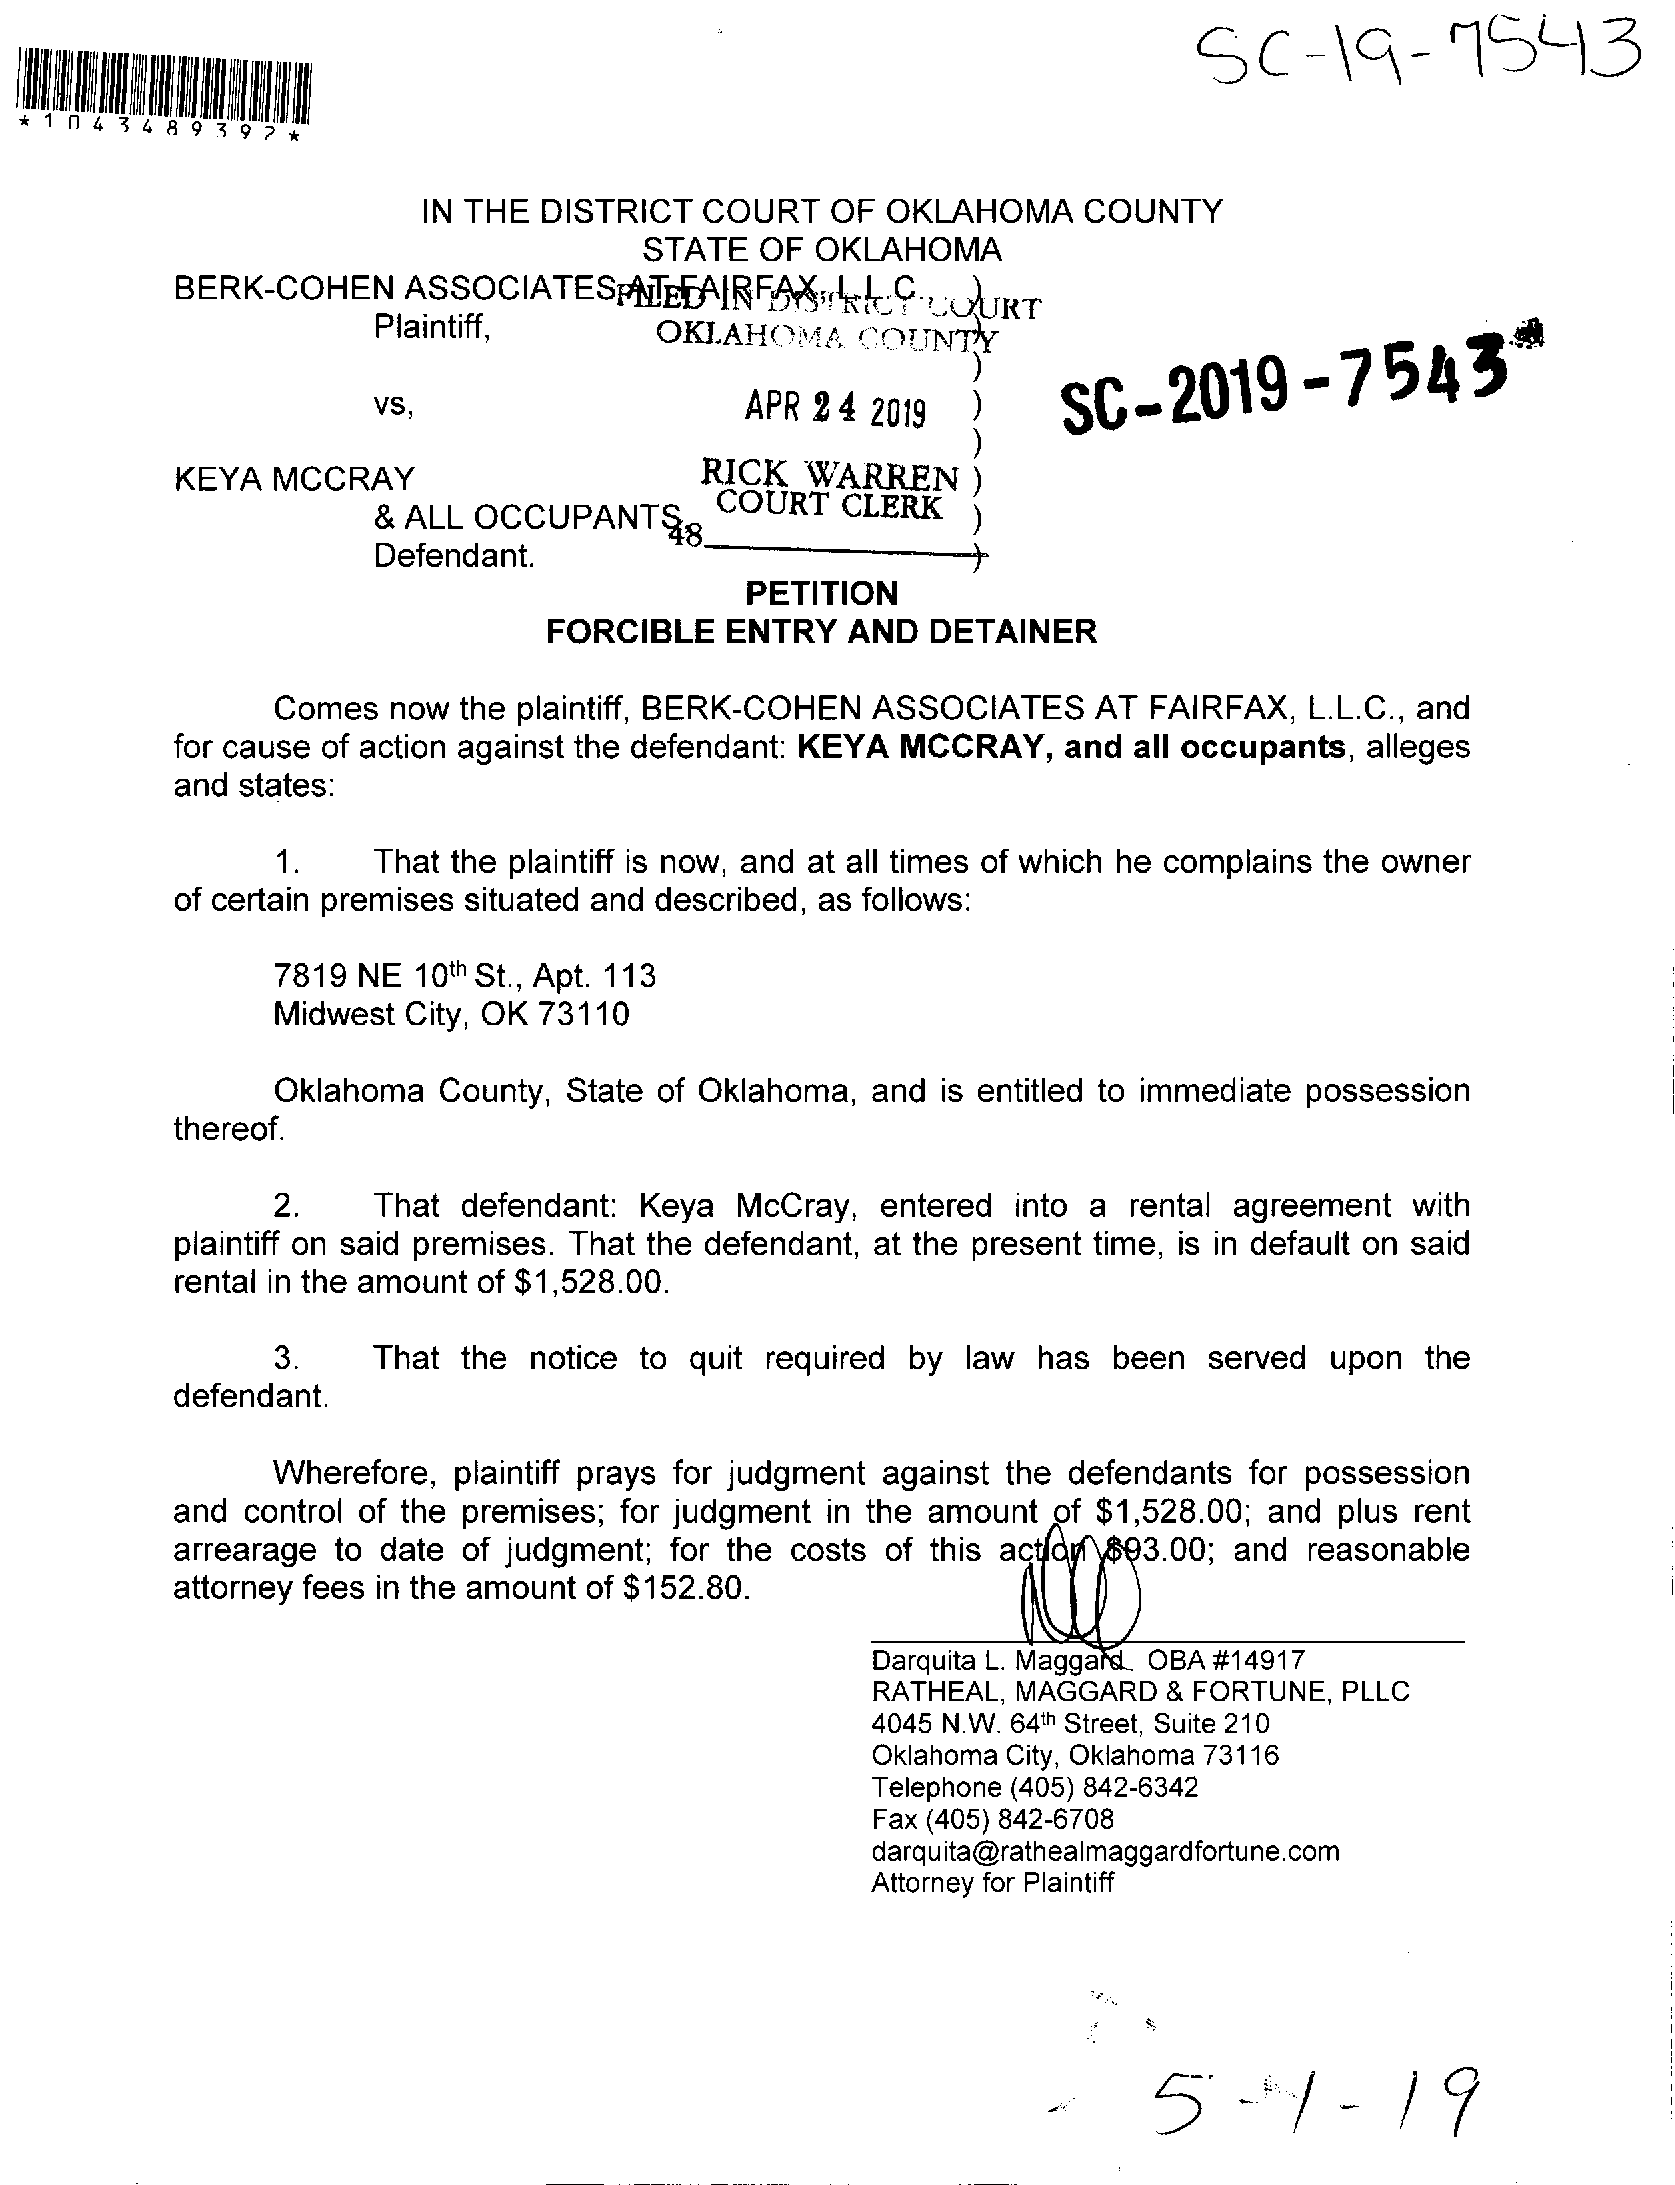 SC-19-7543
*1043489392*
IN THE DISTRICT COURT OF OKLAHOMA COUNTY
STATE OF OKLAHOMA
BERK-COHEN ASSOCIATES AT FAIRFAX, L.L.C. )
FILED IN DISTRICT COURT
Plaintiff,
OKLAHOMA COUNTY )
)
SC-2019-7543
vs, APR 24 2019 )
)
KEYA MCCRAY RICK WARREN )
COURT CLERK
& ALL OCCUPANTS, )
48
Defendant. )
PETITION
FORCIBLE ENTRY AND DETAINER
Comes now the plaintiff, BERK-COHEN ASSOCIATES AT FAIRFAX, L.L.C., and
for cause of action against the defendant: KEYA MCCRAY, and all occupants, alleges
and states:
1. That the plaintiff is now, and at all times of which he complains the owner
of certain premises situated and described, as follows:
7819 NE 10th St., Apt. 113
Midwest City, OK 73110
Oklahoma County, State of Oklahoma, and is entitled to immediate possession
thereof.
2. That defendant: Keya McCray, entered into a rental agreement with
plaintiff on said premises. That the defendant, at the present time, is in default on said
rental in the amount of $1,528.00.
3. That the notice to quit required by law has been served upon the
defendant.
Wherefore, plaintiff prays for judgment against the defendants for possession
and control of the premises; for judgment in the amount of $1,528.00; and plus rent
arrearage to date of judgment; for the costs of this action $93.00; and reasonable
attorney fees in the amount of $152.80.
Darquita L. Maggard OBA #14917
RATHEAL, MAGGARD & FORTUNE, PLLC
4045 N.W. 64th Street, Suite 210
Oklahoma City, Oklahoma 73116
Telephone (405) 842-6342
Fax (405) 842-6708
darquita@rathealmaggardfortune.com
Attorney for Plaintiff